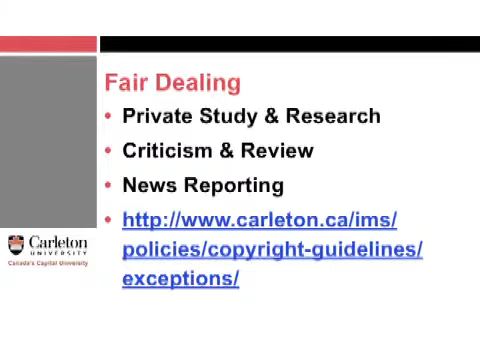 Fair Dealing
• Private Study & Research
• Criticism & Review
• News Reporting
• http://www.carleton.ca/ims/
policies/copyright-guidelines/
exceptions/
Carleton
UNIVERSITY
Canada's Capital University